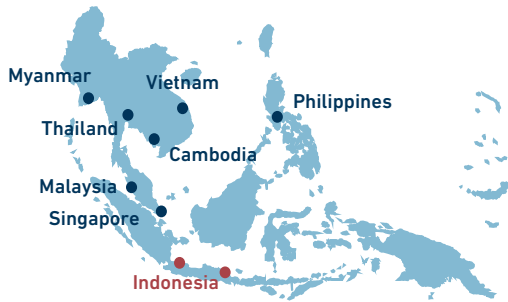 Myanmar
Vietnam
Philippines
Thailand
Cambodia
Malaysia
Singapore
Indonesia